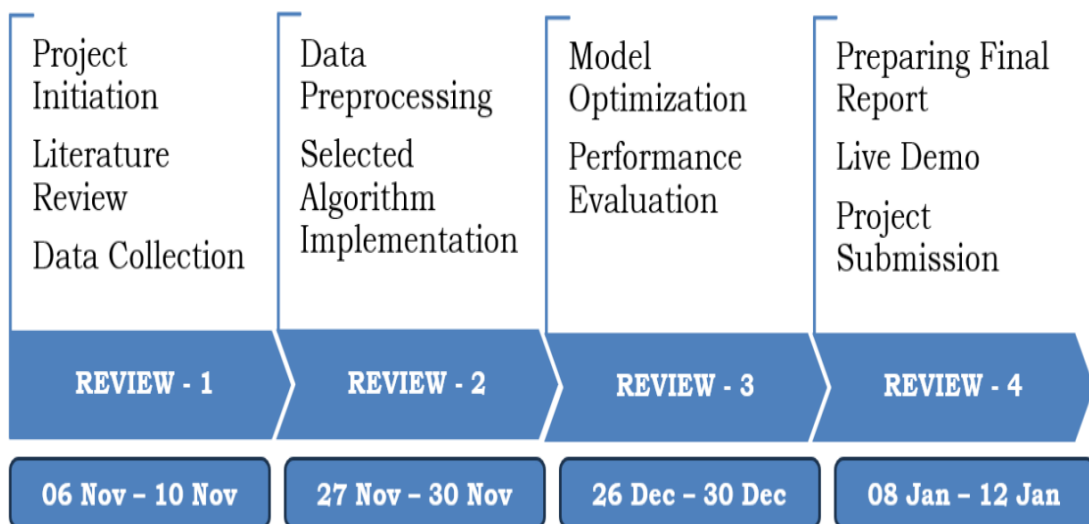 Project
Initiation
Literature
Review
Data Collection
Data
Preprocessing
Selected
Algorithm
Implementation
Model
Optimization
Performance
Evaluation
Preparing Final
Report
Live Demo
Project
Submission
REVIEW - 1
REVIEW - 2
REVIEW - 3
REVIEW - 4
06 Nov – 10 Nov
27 Nov – 30 Nov
26 Dec – 30 Dec
08 Jan – 12 Jan